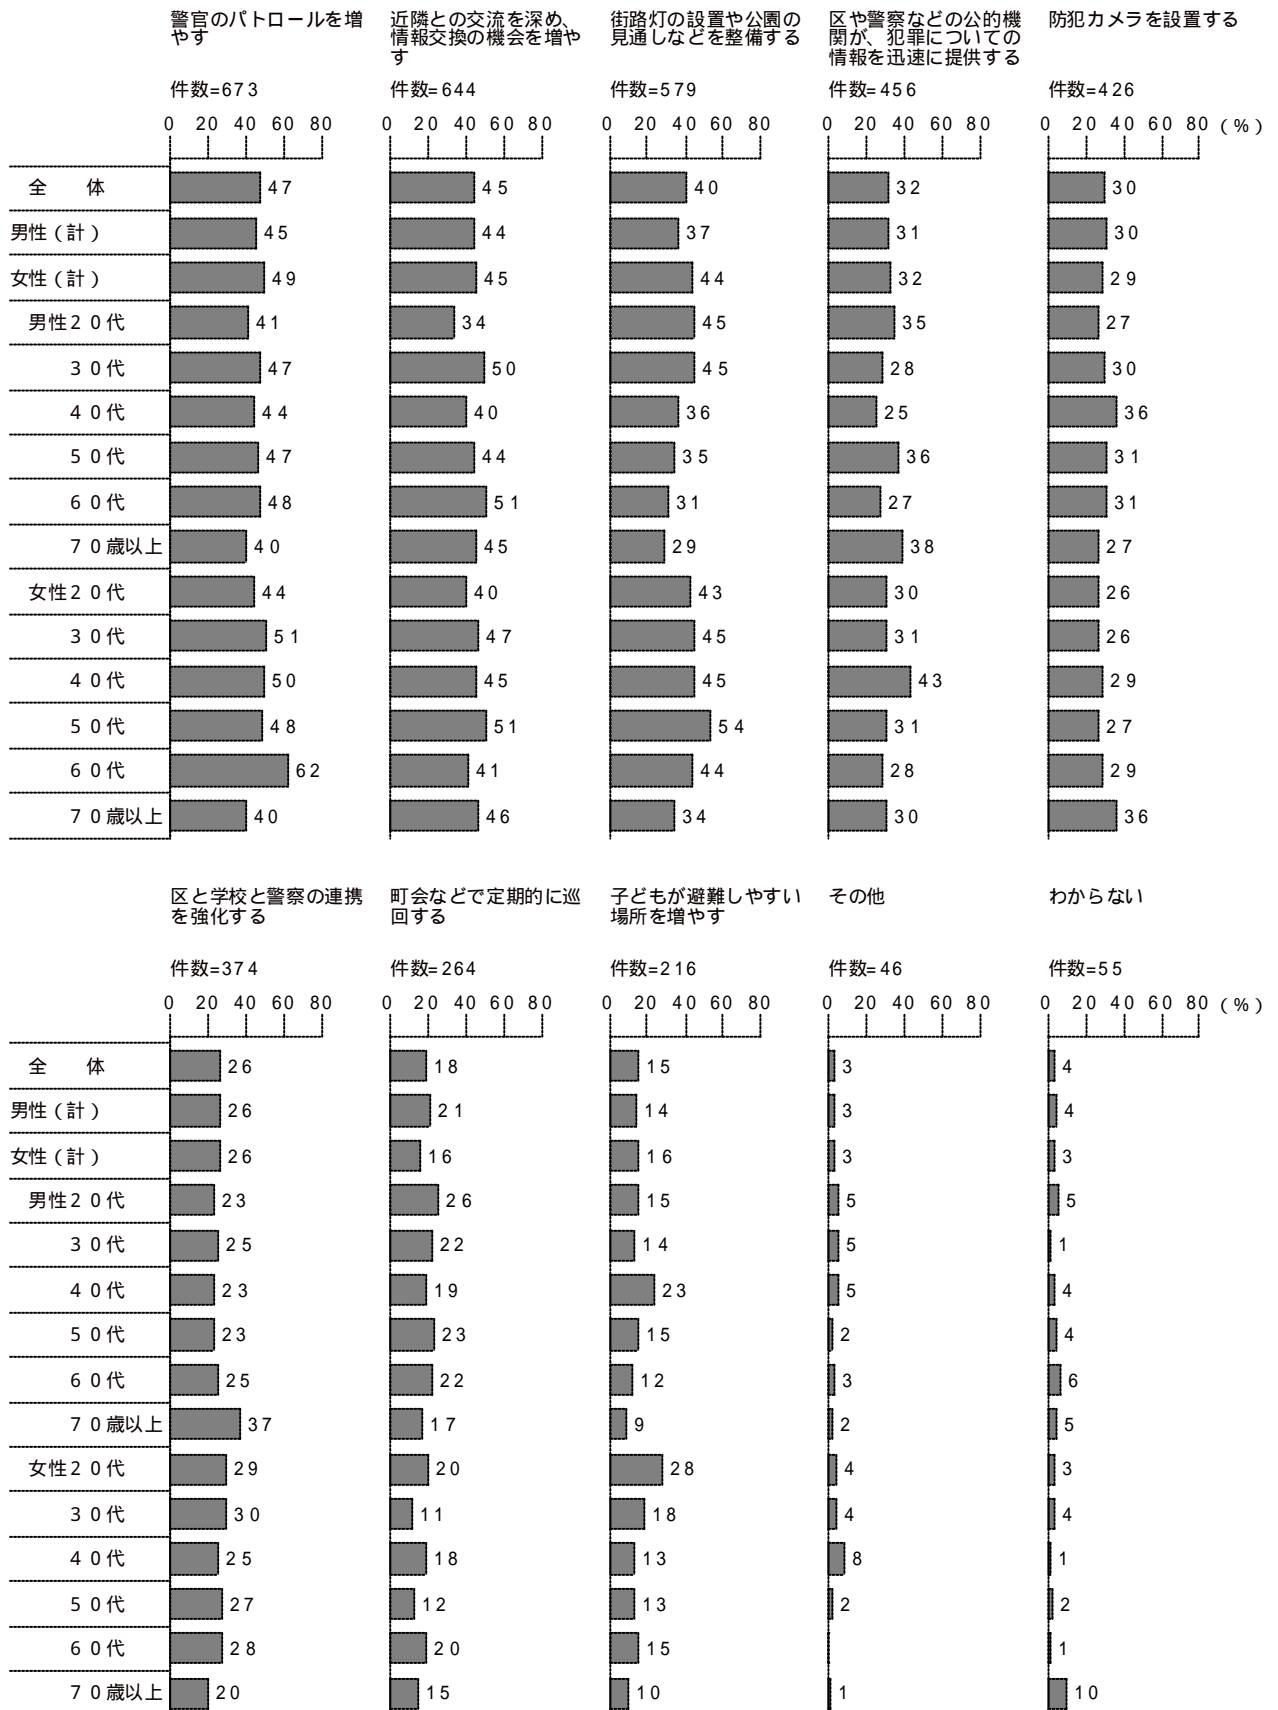 警官のパトロールを増
やす
近隣との交流を深め、
情報交換の機会を増や
す
街路灯の設置や公園の
見通しなどを整備する
区や警察などの公的機
関が、犯罪についての
情報を迅速に提供する
防犯カメラを設置する
件数=673 件数=644 件数=579 件数=456 件数=426
0 20 40 60 80 0 20 40 60 80 0 20 40 60 80 0 20 40 60 80 0 20 40 60 80 (%)
全 体 47 45 40 32 30
男性(計) 45 44 37 31 30
女性(計) 49 45 44 32 29
男性20代 41 34 45 35 27
30代 47 50 45 28 30
40代 44 40 36 25 36
50代 47 44 35 36 31
60代 48 51 31 27 31
70歳以上 40 45 29 38 27
女性20代 44 40 43 30 26
30代 51 47 45 31 26
40代 50 45 45 43 29
50代 48 51 54 31 27
60代 62 41 44 28 29
70歳以上 40 46 34 30 36
区と学校と警察の連携
を強化する
町会などで定期的に巡
回する
子どもが避難しやすい
場所を増やす
その他
わからない
件数=374 件数=264 件数=216 件数=46 件数=55
0 20 40 60 80 0 20 40 60 80 0 20 40 60 80 0 20 40 60 80 0 20 40 60 80 (%)
全 体 26 18 15 3 4
男性(計) 26 21 14 3 4
女性(計) 26 16 16 3 3
男性20代 23 26 15 5 5
30代 25 22 14 5 1
40代 23 19 23 5 4
50代 23 23 15 2 4
60代 25 22 12 3 6
70歳以上 37 17 9 2 5
女性20代 29 20 28 4 3
30代 30 11 18 4 4
40代 25 18 13 8 1
50代 27 12 13 2 2
60代 28 20 15 1
70歳以上 20 15 10 1 10